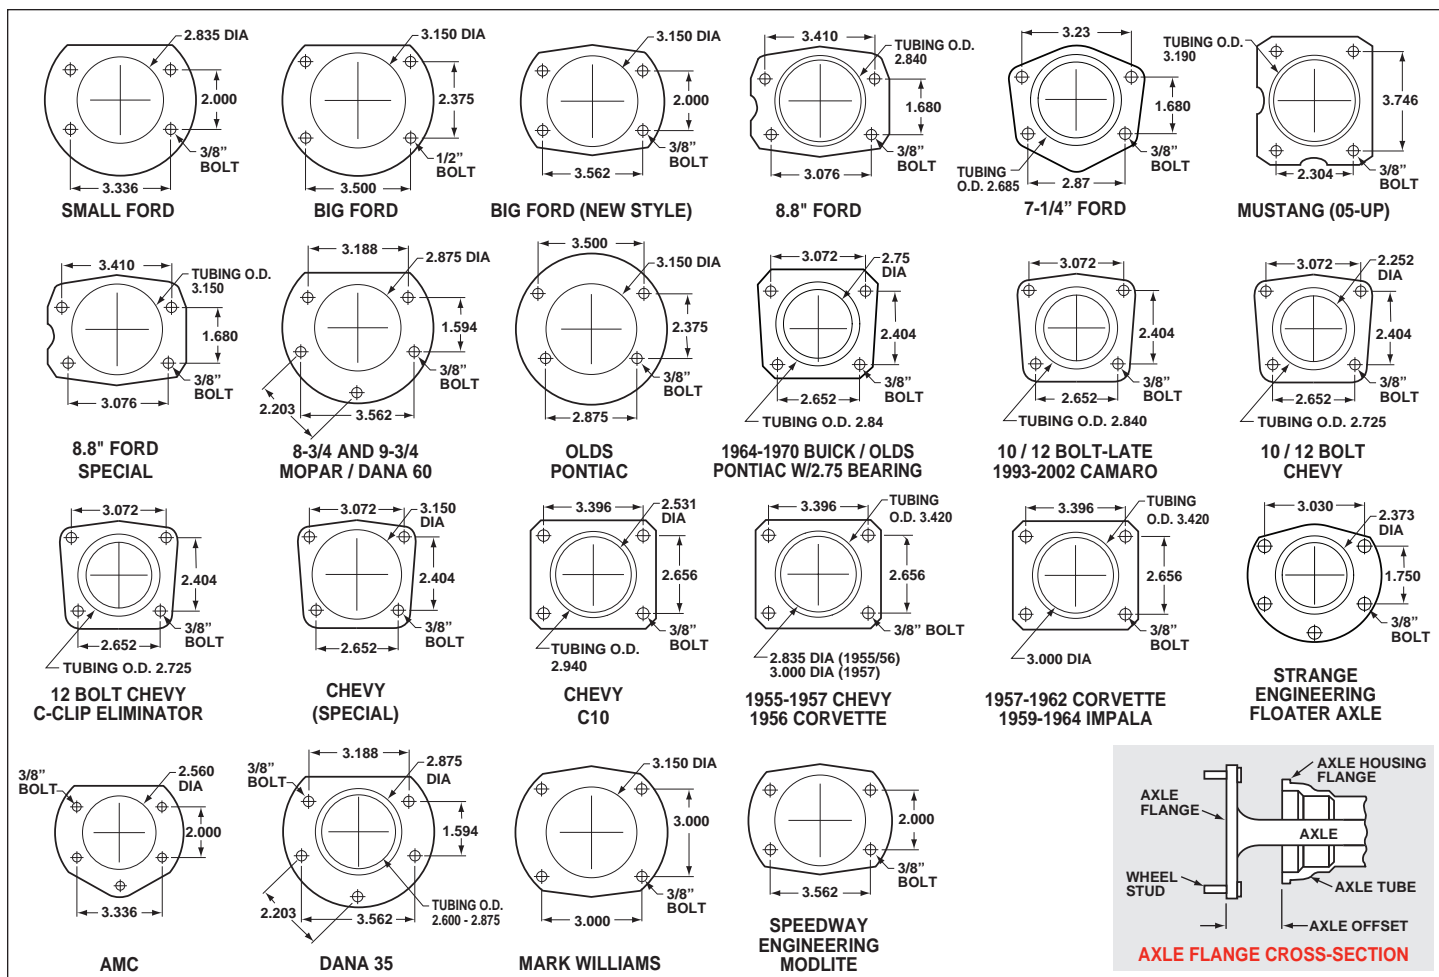 2.835 DIA
2.000
3/8”
BOLT
3.336
SMALL FORD
3.150 DIA
2.375
1/2”
BOLT
3.500
BIG FORD
3.150 DIA
2.000
3/8”
BOLT
3.562
BIG FORD (NEW STYLE)
3.410
TUBING O.D.
2.840
1.680
3/8”
BOLT
3.076
8.8" FORD
3.23
1.680
3/8”
BOLT
TUBING
O.D. 2.685
2.87
7-1/4” FORD
TUBING O.D.
3.190
3.746
2.304
3/8”
BOLT
MUSTANG (05-UP)
3.410
TUBING O.D.
3.150
1.680
3/8”
BOLT
3.076
8.8" FORD
SPECIAL
3.188
2.875 DIA
1.594
3/8”
BOLT
2.203
3.562
8-3/4 AND 9-3/4
MOPAR / DANA 60
3.500
3.150 DIA
2.375
3/8”
BOLT
2.875
OLDS
PONTIAC
3.072
2.75
DIA
2.404
3/8”
BOLT
2.652
TUBING O.D. 2.84
1964-1970 BUICK / OLDS
PONTIAC W/2.75 BEARING
3.072
2.404
3/8”
BOLT
2.652
TUBING O.D. 2.840
10 / 12 BOLT-LATE
1993-2002 CAMARO
3.072
2.252
DIA
2.404
3/8”
BOLT
2.652
TUBING O.D. 2.725
10 / 12 BOLT
CHEVY
3.072
2.404
3/8”
BOLT
2.652
TUBING O.D. 2.725
12 BOLT CHEVY
C-CLIP ELIMINATOR
3.072
3.150
DIA
2.404
3/8”
BOLT
2.652
CHEVY
(SPECIAL)
3.396
2.531
DIA
2.656
3/8”
BOLT
TUBING O.D.
2.940
CHEVY
C10
3.396
TUBING
O.D. 3.420
2.656
3/8” BOLT
2.835 DIA (1955/56)
3.000 DIA (1957)
1955-1957 CHEVY
1956 CORVETTE
3.396
TUBING
O.D. 3.420
2.656
3/8”
BOLT
3.000 DIA
1957-1962 CORVETTE
1959-1964 IMPALA
3.030
2.373
DIA
1.750
3/8”
BOLT
STRANGE
ENGINEERING
FLOATER AXLE
3/8”
BOLT
2.560
DIA
2.000
3.336
AMC
3/8”
BOLT
3.188
2.875
DIA
1.594
2.203
3.562
TUBING O.D.
2.600 - 2.875
DANA 35
3.150 DIA
3.000
3/8”
BOLT
3.000
MARK WILLIAMS
2.000
3/8”
BOLT
3.562
SPEEDWAY
ENGINEERING
MODLITE
AXLE HOUSING
FLANGE
AXLE
FLANGE
AXLE
WHEEL
STUD
AXLE TUBE
AXLE OFFSET
AXLE FLANGE CROSS-SECTION